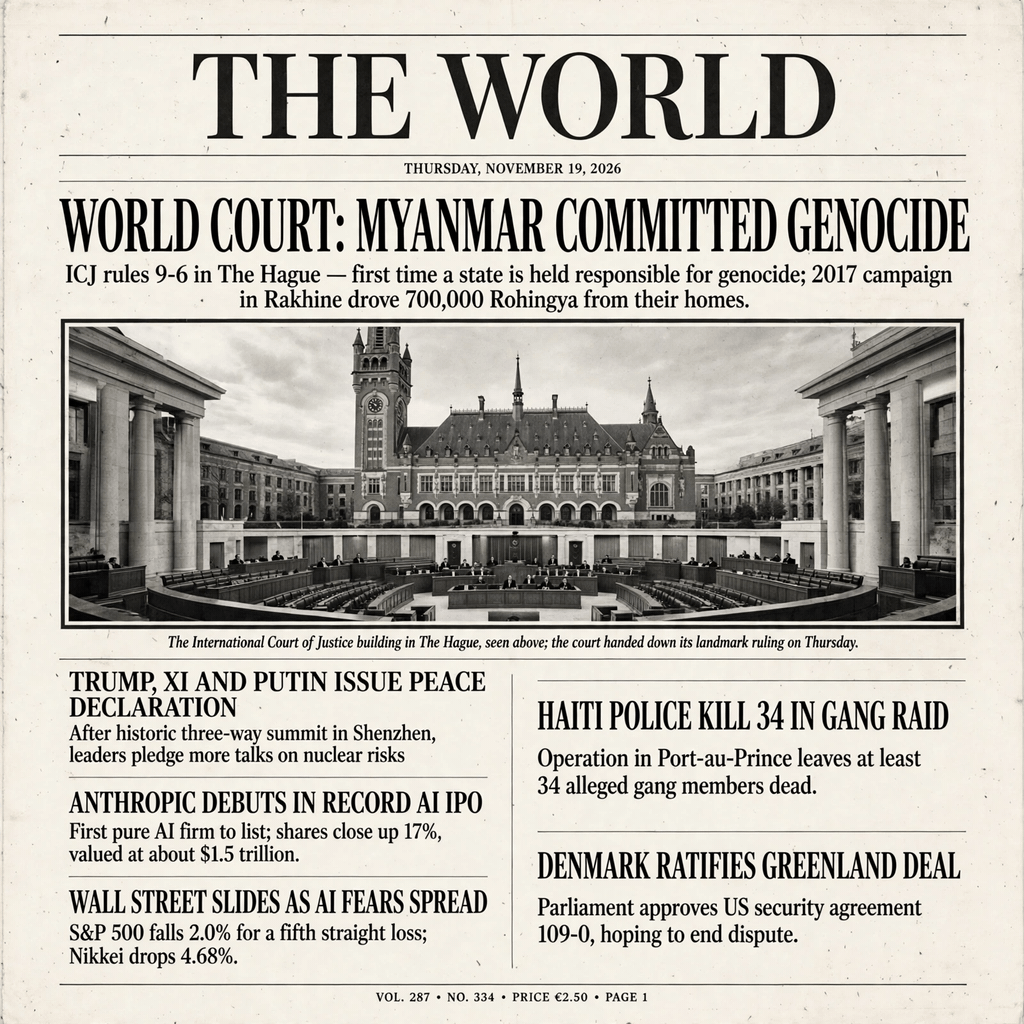 THE WORLD
THURSDAY, NOVEMBER 19, 2026
WORLD COURT: MYANMAR COMMITTED GENOCIDE
ICJ rules 9-6 in The Hague — first time a state is held responsible for genocide; 2017 campaign
in Rakhine drove 700,000 Rohingya from their homes.
The International Court of Justice building in The Hague, seen above; the court handed down its landmark ruling on Thursday.
TRUMP, XI AND PUTIN ISSUE PEACE
DECLARATION
After historic three-way summit in Shenzhen,
leaders pledge more talks on nuclear risks
ANTHROPIC DEBUTS IN RECORD AI IPO
First pure AI firm to list; shares close up 17%,
valued at about $1.5 trillion.
WALL STREET SLIDES AS AI FEARS SPREAD
S&P 500 falls 2.0% for a fifth straight loss;
Nikkei drops 4.68%.
HAITI POLICE KILL 34 IN GANG RAID
Operation in Port-au-Prince leaves at least
34 alleged gang members dead.
DENMARK RATIFIES GREENLAND DEAL
Parliament approves US security agreement
109-0, hoping to end dispute.
VOL. 287 • NO. 334 • PRICE €2.50 • PAGE 1